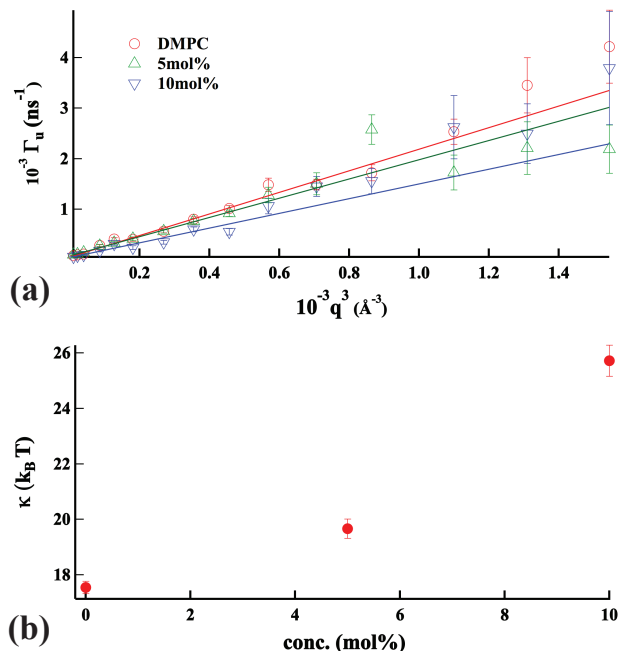 4
3
2
1
10⁻³ Γᵤ (ns⁻¹)
DMPC
5mol%
10mol%
0.2 0.4 0.6 0.8 1.0 1.2 1.4
10⁻³q³ (Å⁻³)
(a)
26
24
22
20
18
κ (k_B T)
0 2 4 6 8 10
conc. (mol%)
(b)